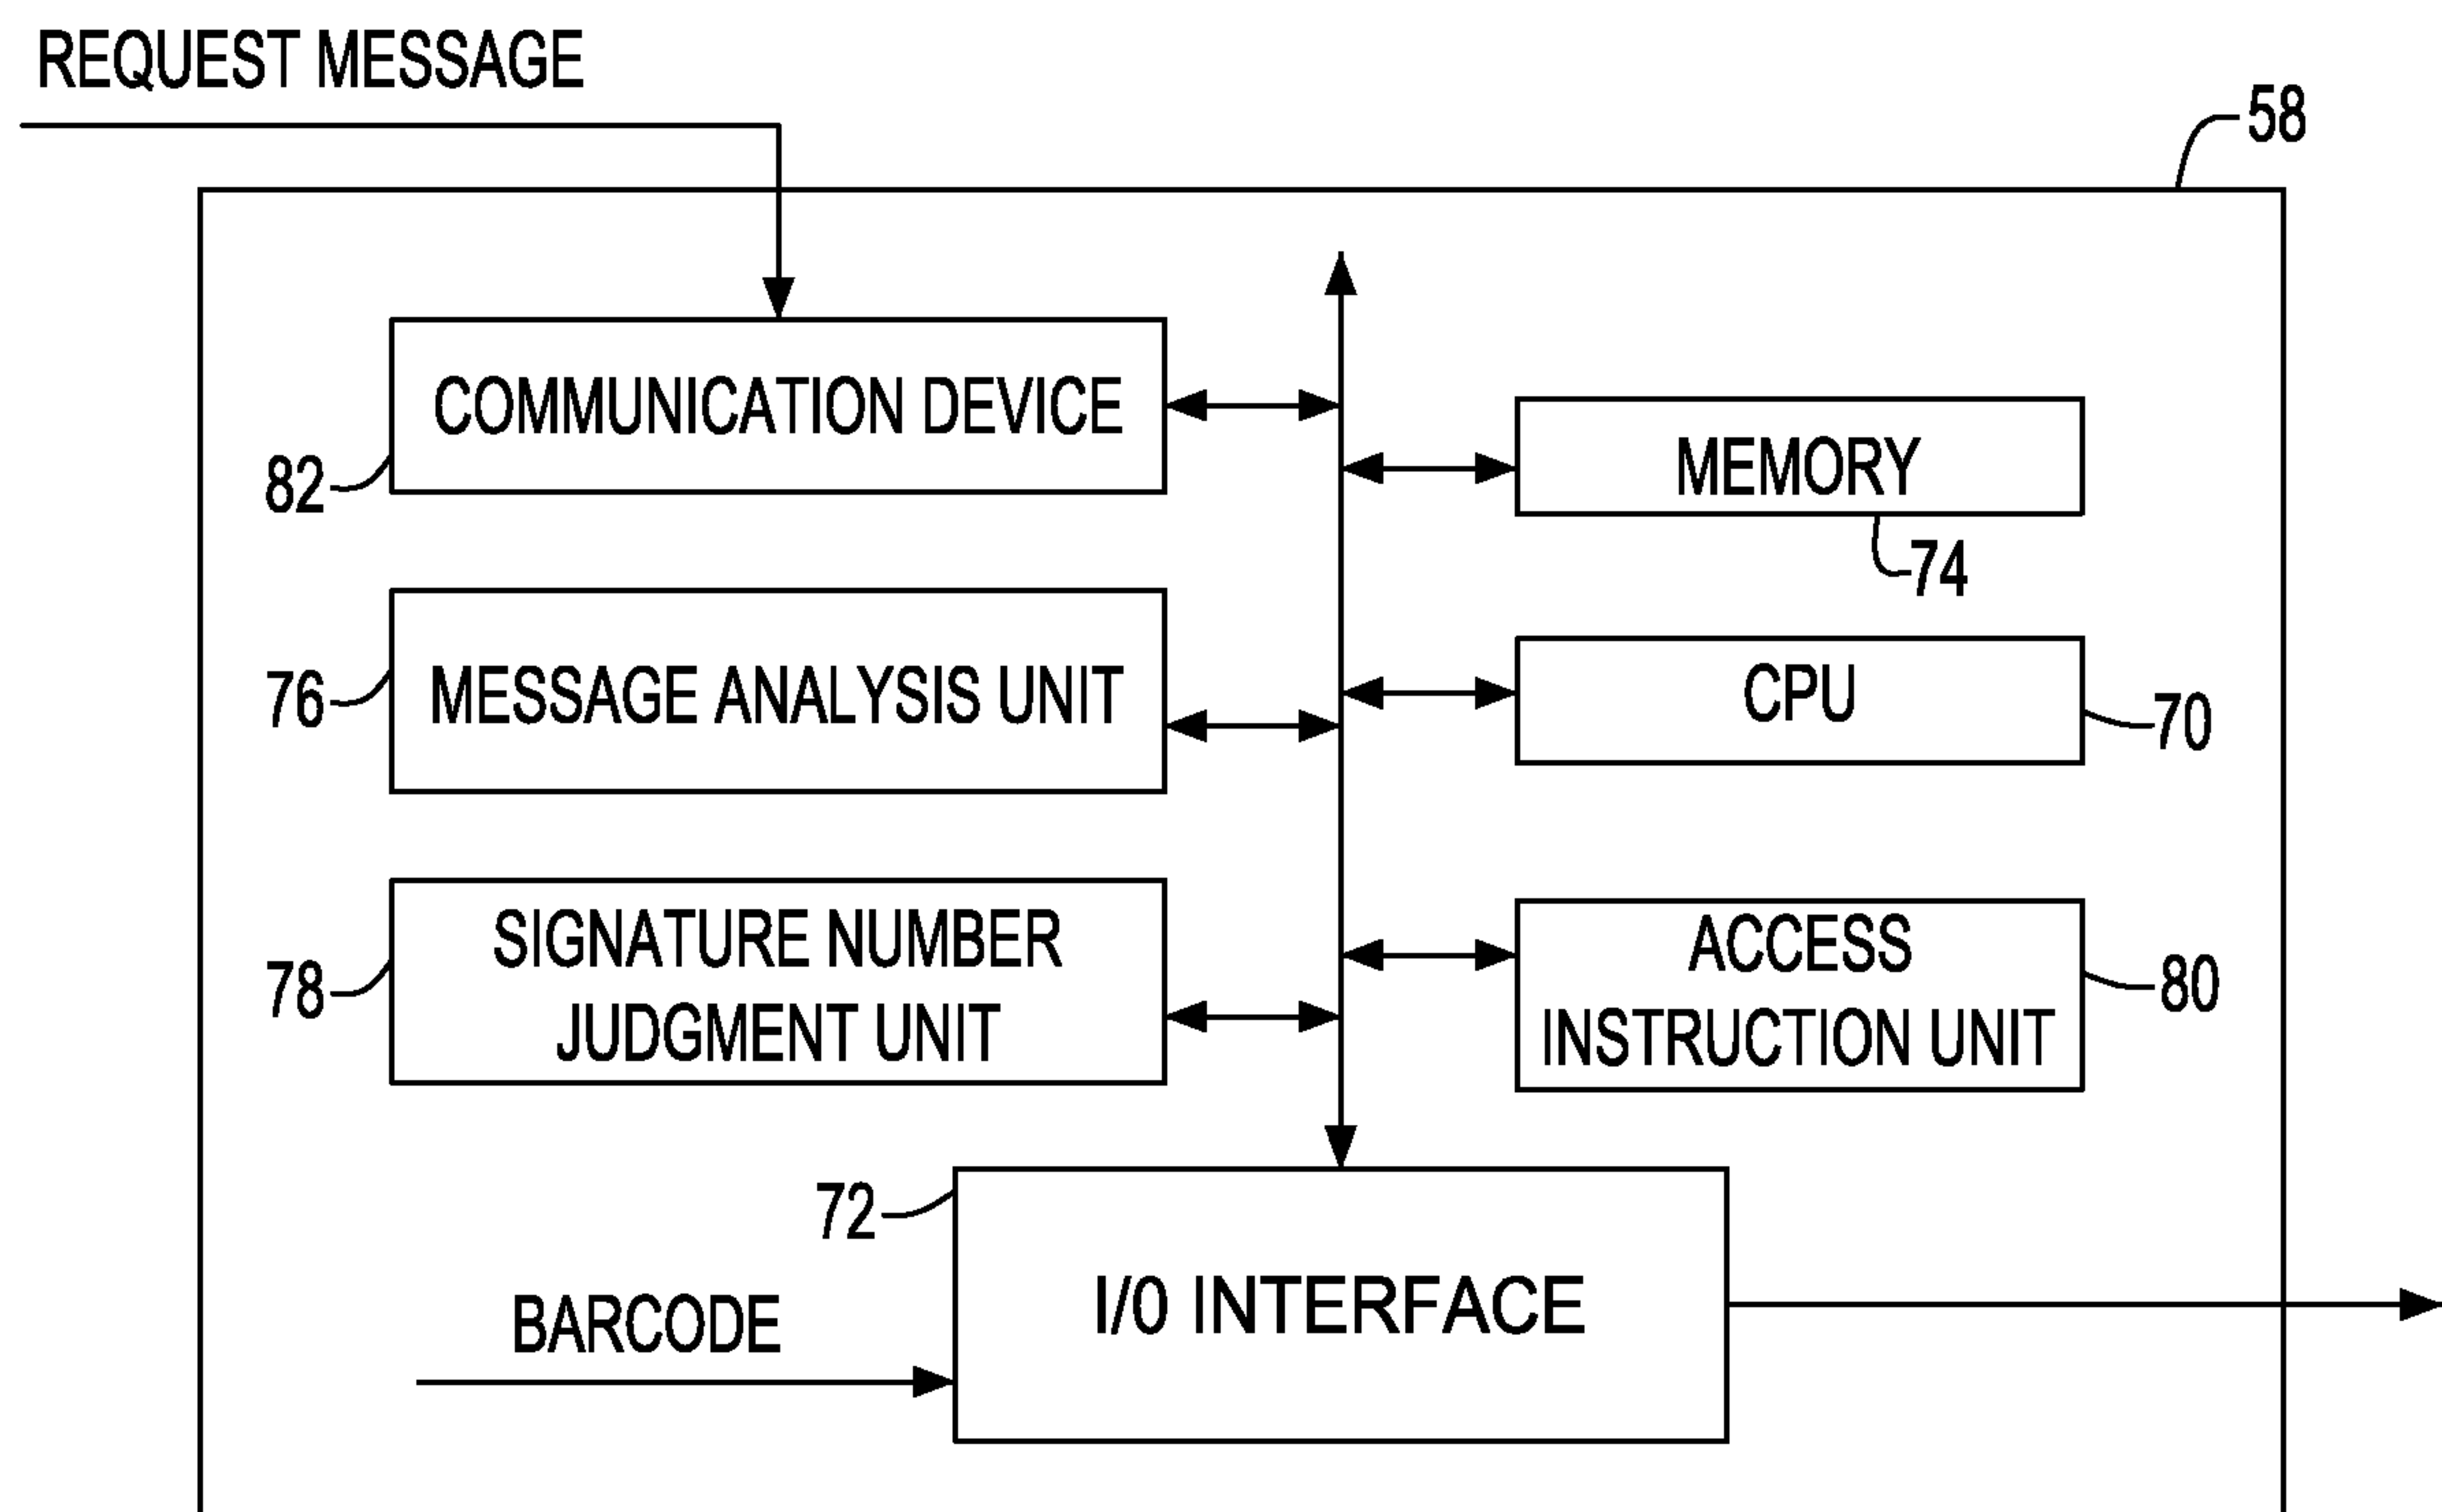 REQUEST MESSAGE
58
COMMUNICATION DEVICE
82
MEMORY
74
MESSAGE ANALYSIS UNIT
76
CPU
70
SIGNATURE NUMBER
JUDGMENT UNIT
78
ACCESS
INSTRUCTION UNIT
80
72
I/O INTERFACE
BARCODE